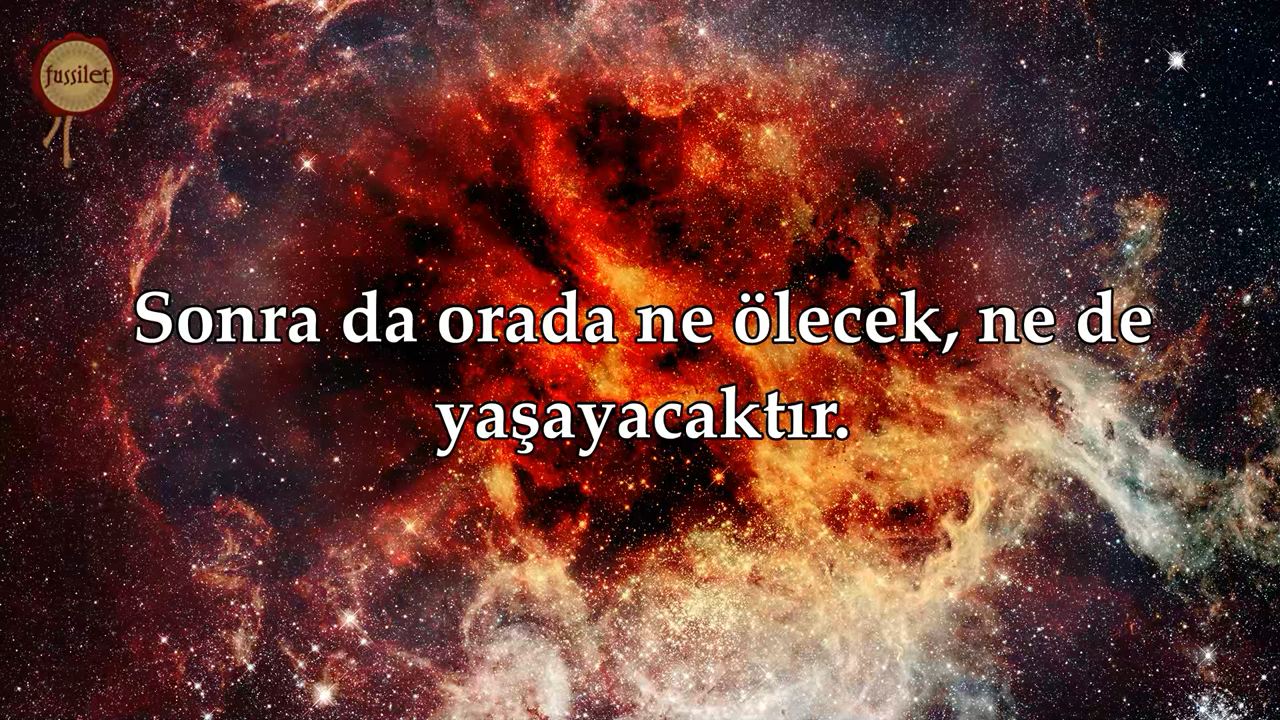 fussilet
Sonra da orada ne ölecek, ne de
yaşayacaktır.